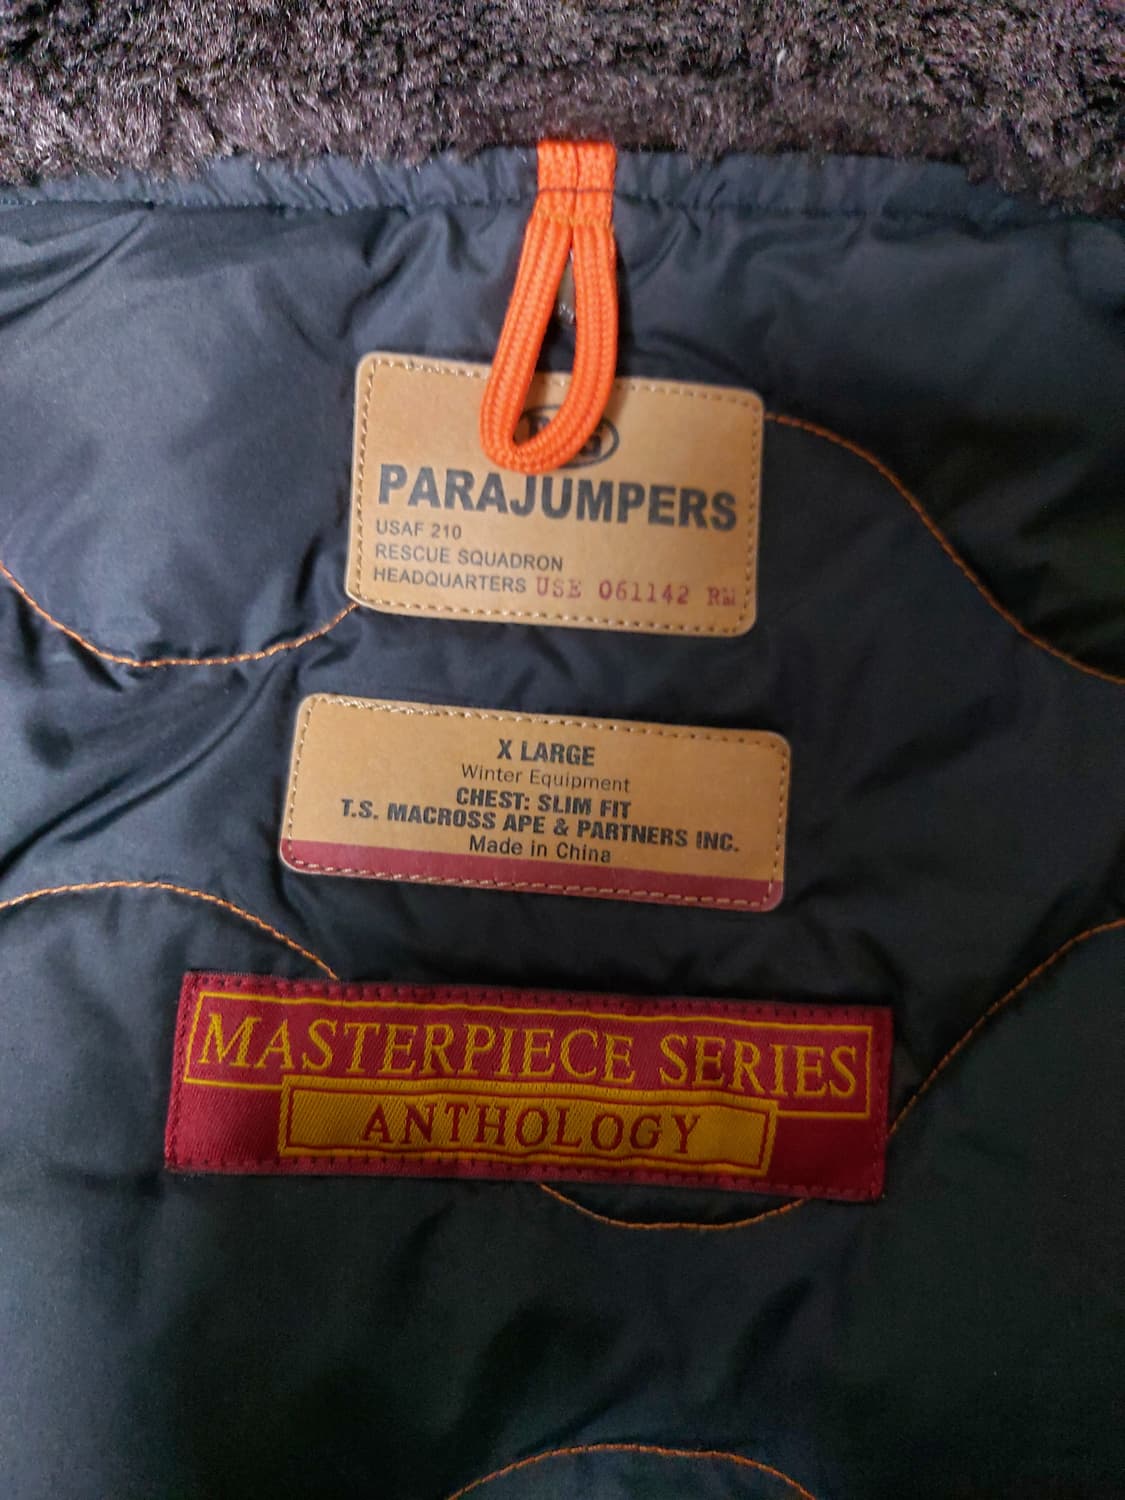 PARAJUMPERS
USAF 210
RESCUE SQUADRON
HEADQUARTERS USE 061142 RM
X LARGE
Winter Equipment
CHEST: SLIM FIT
T.S. MACROSS APE & PARTNERS INC.
Made in China
MASTERPIECE SERIES
ANTHOLOGY